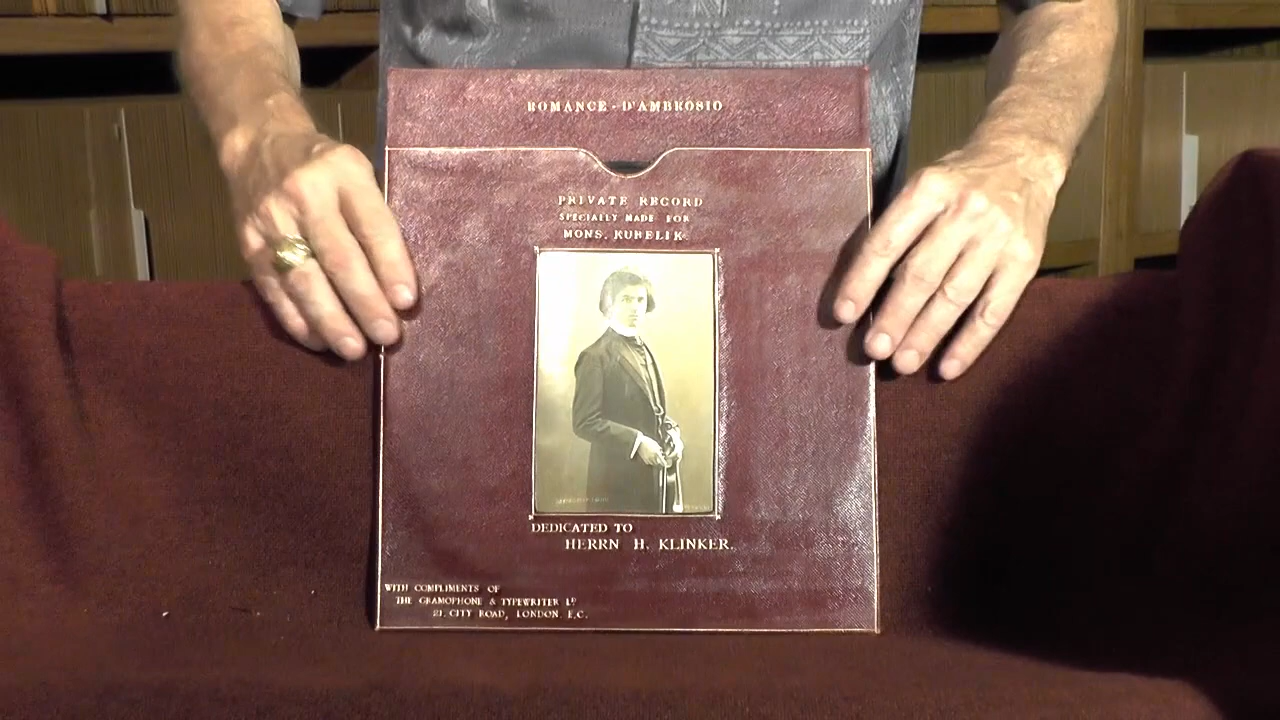 ROMANCE - D'AMBROSIO
PRIVATE RECORD
SPECIALLY MADE FOR
MONS. KUBELIK.
DEDICATED TO
HERRN H. KLINKER.
WITH COMPLIMENTS OF
THE GRAMOPHONE & TYPEWRITER LD
21, CITY ROAD, LONDON. E.C.